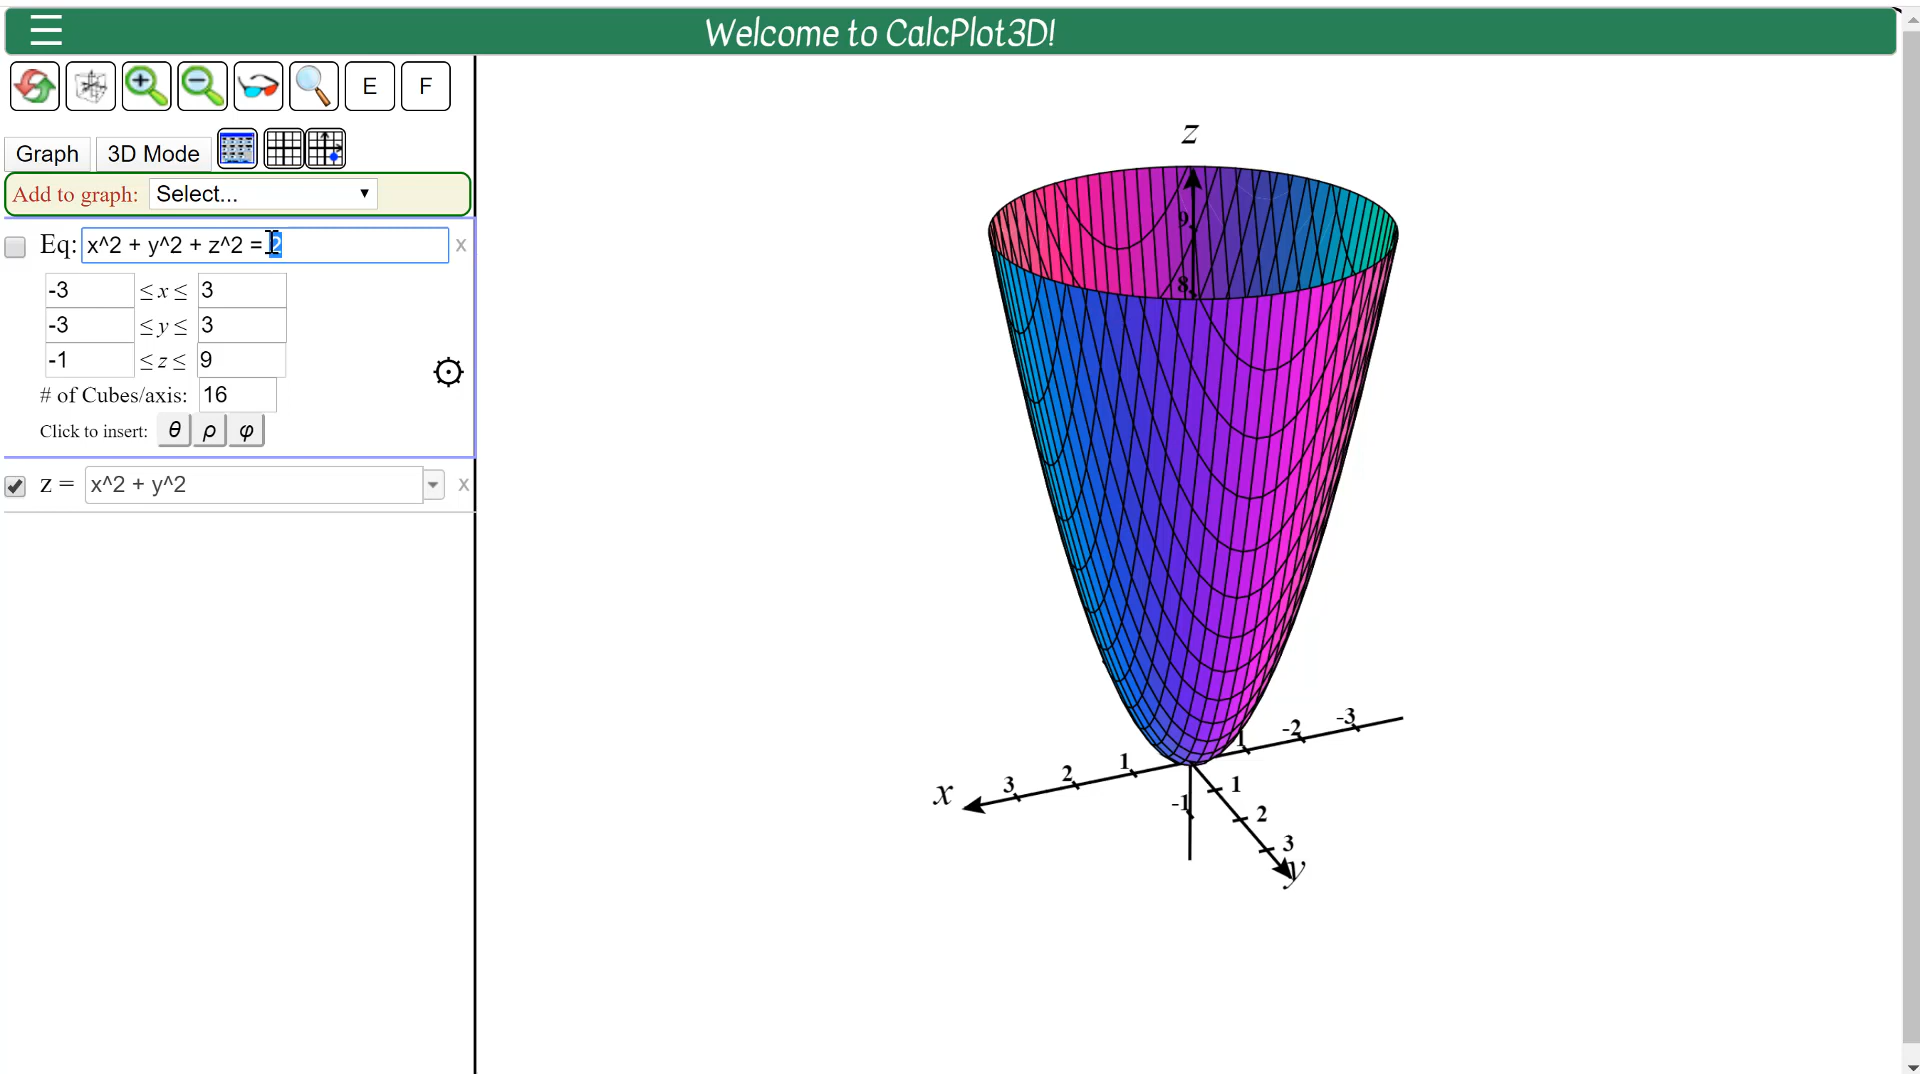 Welcome to CalcPlot3D!
E F
Graph 3D Mode
Add to graph: Select...
Eq: x^2 + y^2 + z^2 = 2 x
-3 ≤ x ≤ 3
-3 ≤ y ≤ 3
-1 ≤ z ≤ 9
# of Cubes/axis: 16
Click to insert: θ ρ φ
z = x^2 + y^2 x
z
9
8
-3
-2
1
1
2
3
x
-1
1
2
3
y